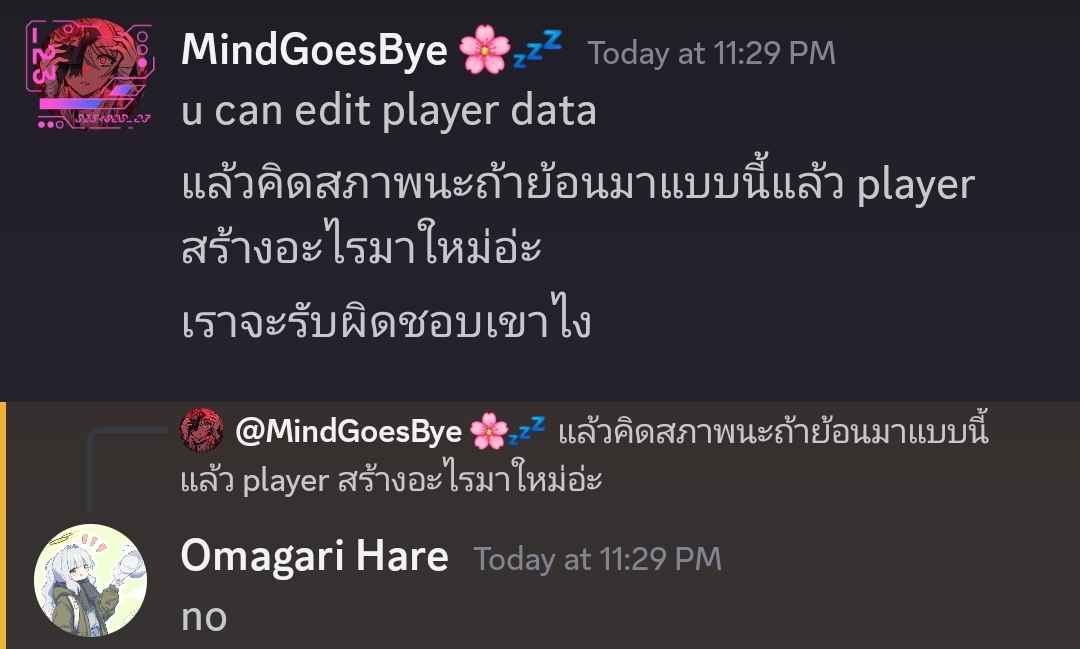 MindGoesBye 🌸💤 Today at 11:29 PM
u can edit player data
แล้วคิดสภาพนะถ้าย้อนมาแบบนี้แล้ว player
สร้างอะไรมาใหม่อ่ะ
เราจะรับผิดชอบเขาไง
@MindGoesBye 🌸💤 แล้วคิดสภาพนะถ้าย้อนมาแบบนี้
แล้ว player สร้างอะไรมาใหม่อ่ะ
Omagari Hare Today at 11:29 PM
no